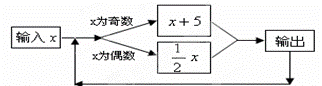 x为奇数
x + 5
输入 x
输出
x为偶数
1/2 x